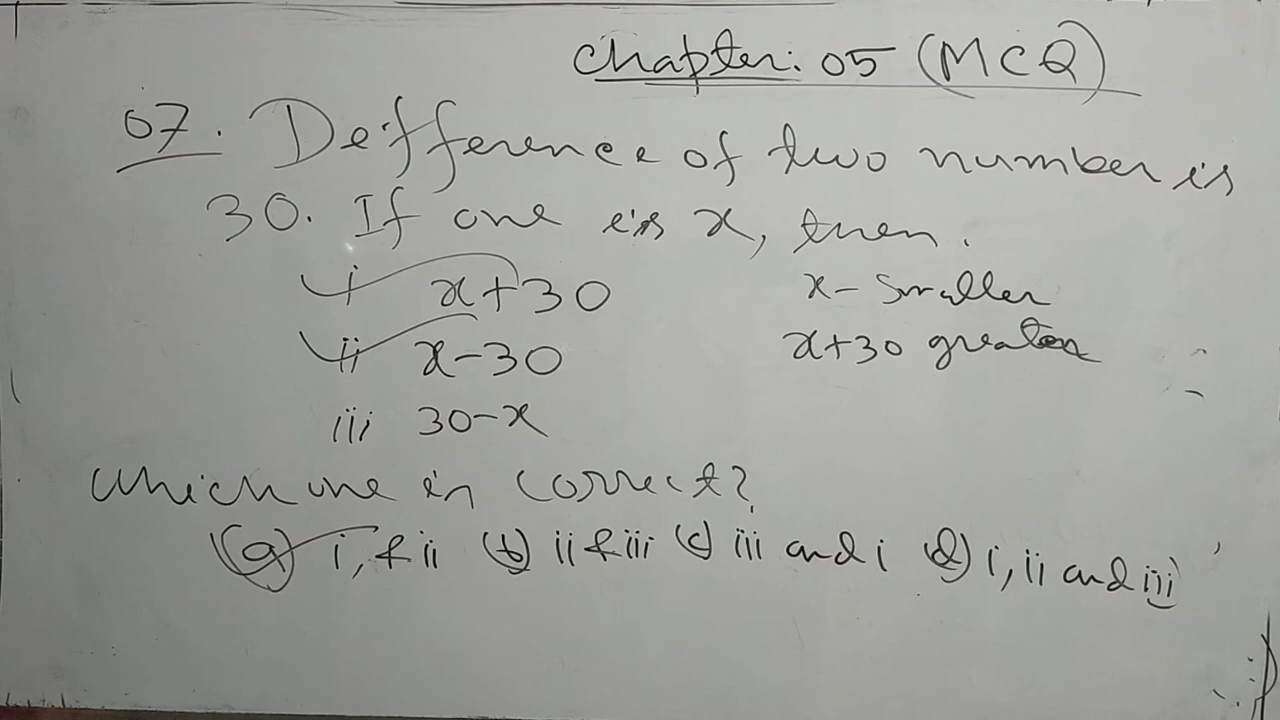 Chapter: 05 (MCQ)
07. Defference of two number is
30. If one is x, then.
i x+30
x- Smaller
ii x-30
x+30 greater
iii 30-x
which one is correct?
(a) i, & ii (b) ii & iii (c) iii and i (d) i, ii and iii